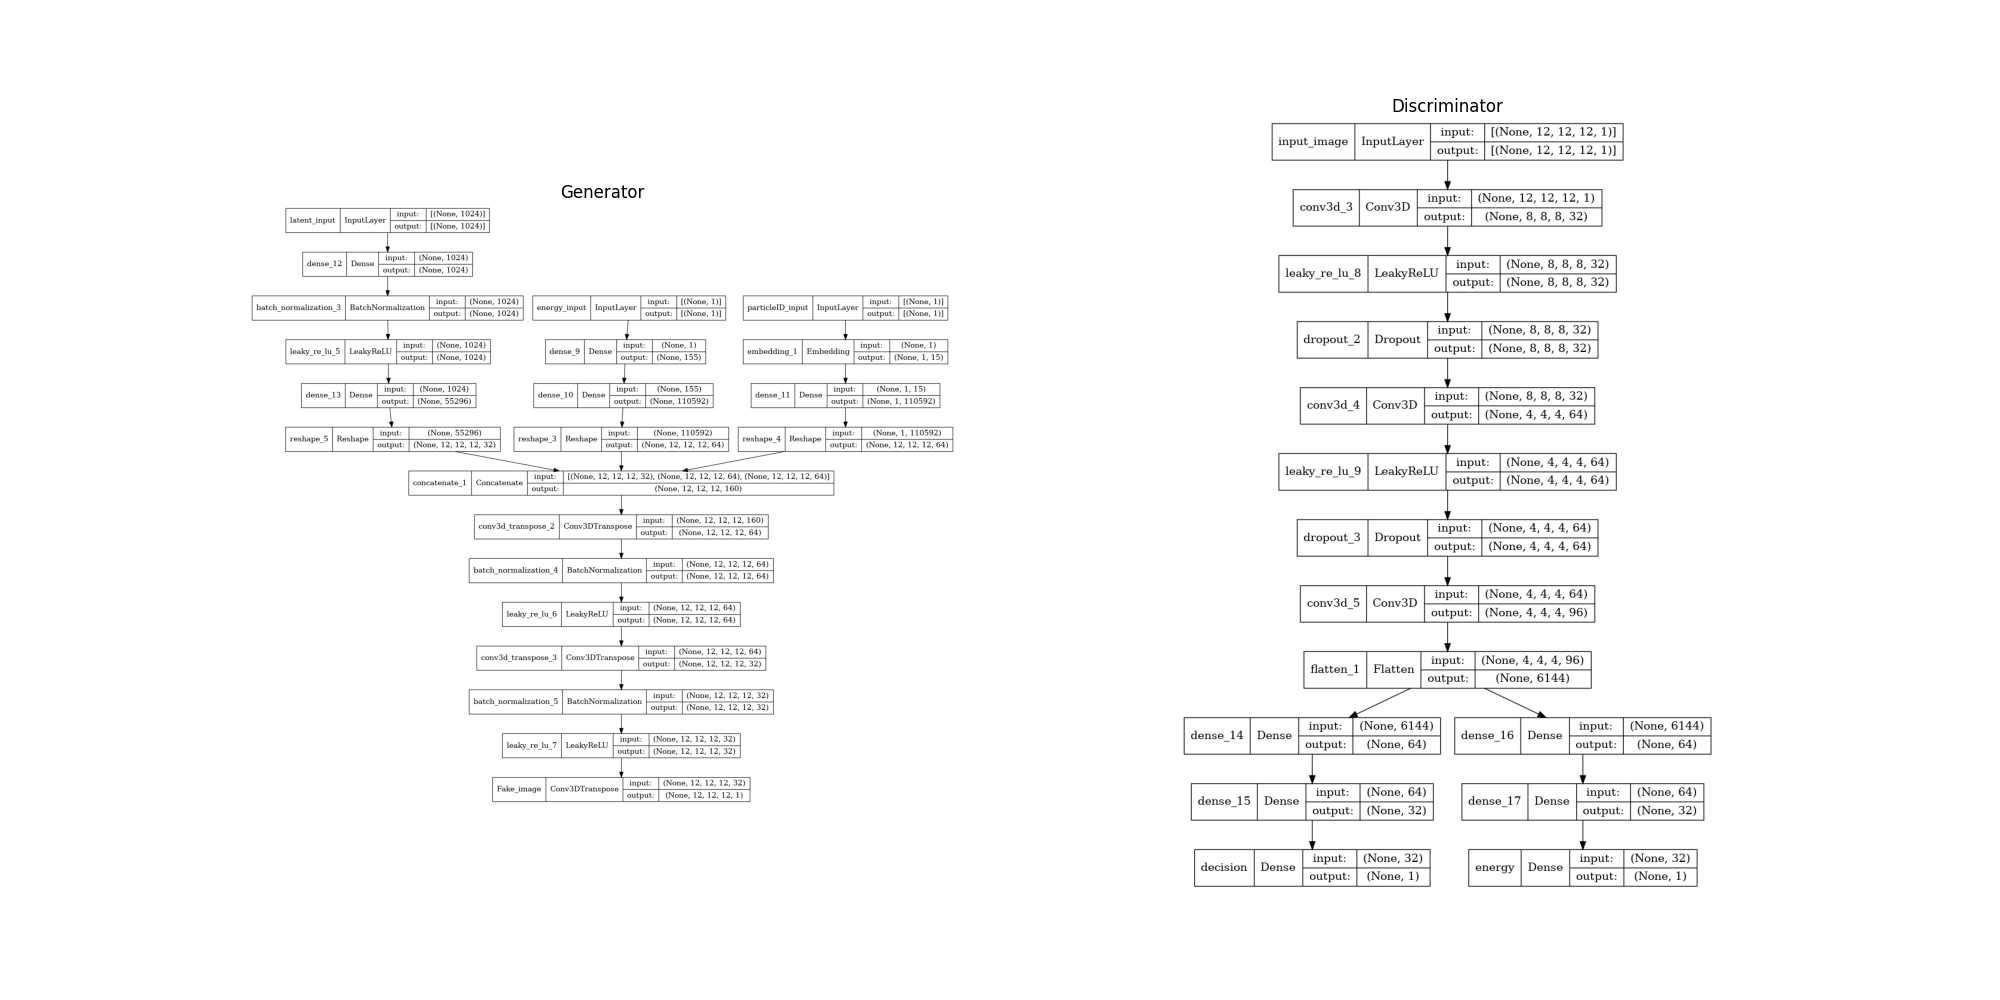 Generator
latent_input InputLayer input: [(None, 1024)]
output: [(None, 1024)]
dense_12 Dense input: (None, 1024)
output: (None, 1024)
batch_normalization_3 BatchNormalization input: (None, 1024)
output: (None, 1024)
energy_input InputLayer input: [(None, 1)]
output: [(None, 1)]
particleID_input InputLayer input: [(None, 1)]
output: [(None, 1)]
leaky_re_lu_5 LeakyReLU input: (None, 1024)
output: (None, 1024)
dense_9 Dense input: (None, 1)
output: (None, 155)
embedding_1 Embedding input: (None, 1)
output: (None, 1, 15)
dense_13 Dense input: (None, 1024)
output: (None, 55296)
dense_10 Dense input: (None, 155)
output: (None, 110592)
dense_11 Dense input: (None, 1, 15)
output: (None, 1, 110592)
reshape_5 Reshape input: (None, 55296)
output: (None, 12, 12, 12, 32)
reshape_3 Reshape input: (None, 110592)
output: (None, 12, 12, 12, 64)
reshape_4 Reshape input: (None, 1, 110592)
output: (None, 12, 12, 12, 64)
concatenate_1 Concatenate input: [(None, 12, 12, 12, 32), (None, 12, 12, 12, 64), (None, 12, 12, 12, 64)]
output: (None, 12, 12, 12, 160)
conv3d_transpose_2 Conv3DTranspose input: (None, 12, 12, 12, 160)
output: (None, 12, 12, 12, 64)
batch_normalization_4 BatchNormalization input: (None, 12, 12, 12, 64)
output: (None, 12, 12, 12, 64)
leaky_re_lu_6 LeakyReLU input: (None, 12, 12, 12, 64)
output: (None, 12, 12, 12, 64)
conv3d_transpose_3 Conv3DTranspose input: (None, 12, 12, 12, 64)
output: (None, 12, 12, 12, 32)
batch_normalization_5 BatchNormalization input: (None, 12, 12, 12, 32)
output: (None, 12, 12, 12, 32)
leaky_re_lu_7 LeakyReLU input: (None, 12, 12, 12, 32)
output: (None, 12, 12, 12, 32)
Fake_image Conv3DTranspose input: (None, 12, 12, 12, 32)
output: (None, 12, 12, 12, 1)
Discriminator
input_image InputLayer input: [(None, 12, 12, 12, 1)]
output: [(None, 12, 12, 12, 1)]
conv3d_3 Conv3D input: (None, 12, 12, 12, 1)
output: (None, 8, 8, 8, 32)
leaky_re_lu_8 LeakyReLU input: (None, 8, 8, 8, 32)
output: (None, 8, 8, 8, 32)
dropout_2 Dropout input: (None, 8, 8, 8, 32)
output: (None, 8, 8, 8, 32)
conv3d_4 Conv3D input: (None, 8, 8, 8, 32)
output: (None, 4, 4, 4, 64)
leaky_re_lu_9 LeakyReLU input: (None, 4, 4, 4, 64)
output: (None, 4, 4, 4, 64)
dropout_3 Dropout input: (None, 4, 4, 4, 64)
output: (None, 4, 4, 4, 64)
conv3d_5 Conv3D input: (None, 4, 4, 4, 64)
output: (None, 4, 4, 4, 96)
flatten_1 Flatten input: (None, 4, 4, 4, 96)
output: (None, 6144)
dense_14 Dense input: (None, 6144)
output: (None, 64)
dense_16 Dense input: (None, 6144)
output: (None, 64)
dense_15 Dense input: (None, 64)
output: (None, 32)
dense_17 Dense input: (None, 64)
output: (None, 32)
decision Dense input: (None, 32)
output: (None, 1)
energy Dense input: (None, 32)
output: (None, 1)